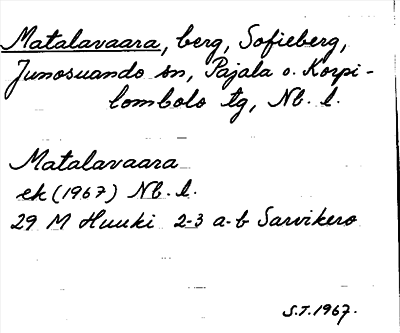 Matalavaara, berg, Sofieberg,
Junosuando sn, Pajala o. Korpi-
lombolo tg, Nb. l.
Matalavaara
ek (1967) Nb. l.
29 M Huuki 2-3 a-b Sarvikero
S.T. 1967.